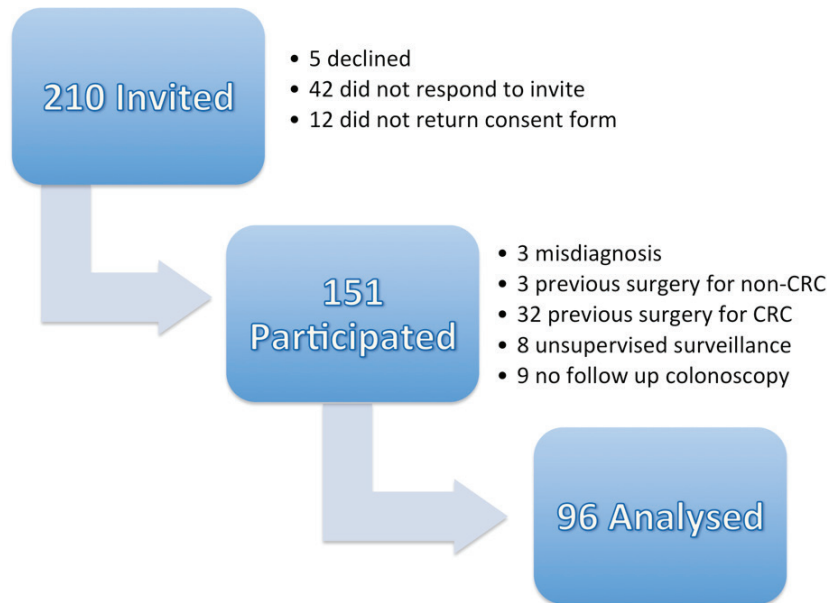 210 Invited
• 5 declined
• 42 did not respond to invite
• 12 did not return consent form
151
Participated
• 3 misdiagnosis
• 3 previous surgery for non-CRC
• 32 previous surgery for CRC
• 8 unsupervised surveillance
• 9 no follow up colonoscopy
96 Analysed